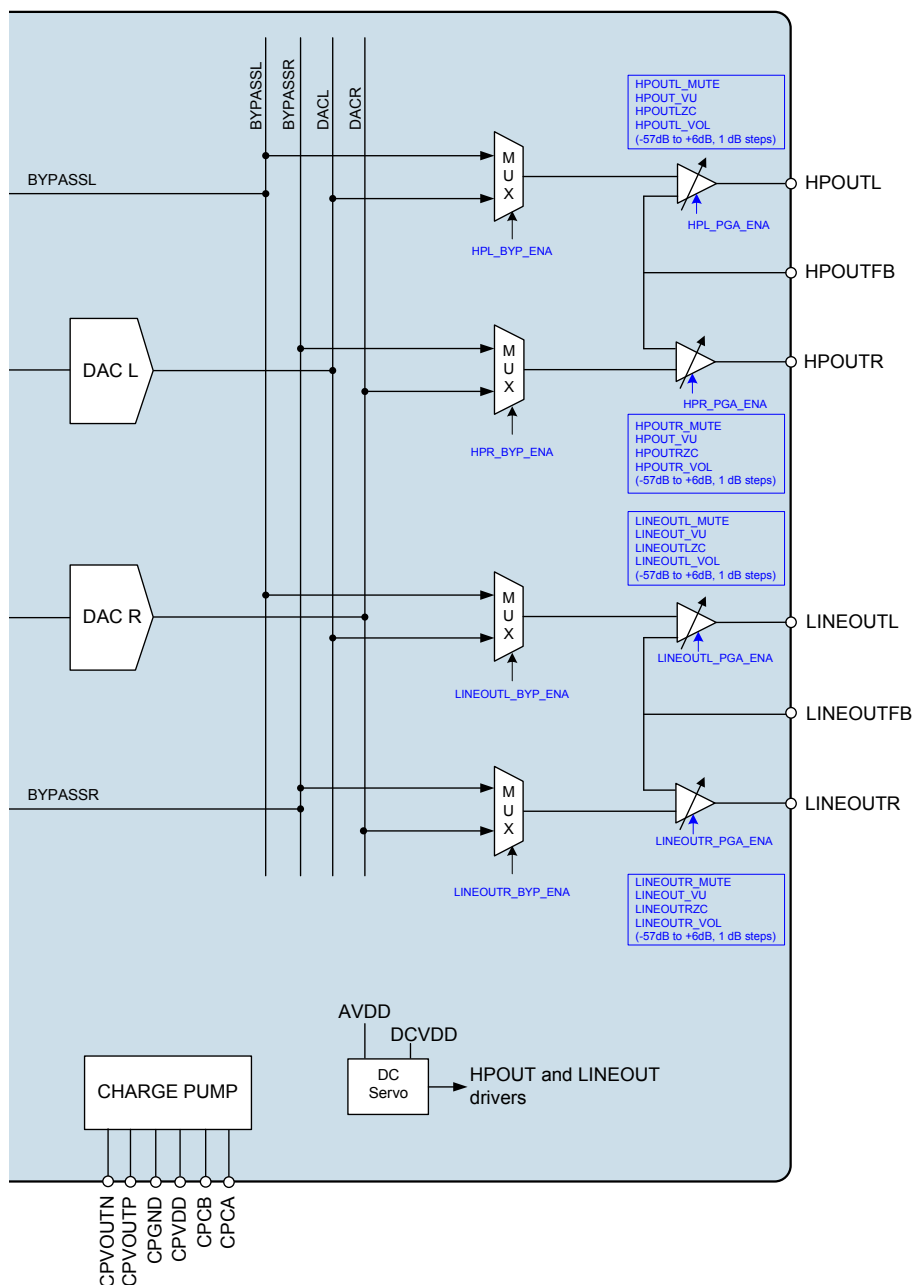 BYPASSL
BYPASSR
DACL
DACR
HPOUTL_MUTE
HPOUT_VU
HPOUTLZC
HPOUTL_VOL
(-57dB to +6dB, 1 dB steps)
BYPASSL
MUX
HPL_BYP_ENA
HPL_PGA_ENA
HPOUTL
HPOUTFB
DAC L
MUX
HPR_BYP_ENA
HPR_PGA_ENA
HPOUTR
HPOUTR_MUTE
HPOUT_VU
HPOUTRZC
HPOUTR_VOL
(-57dB to +6dB, 1 dB steps)
LINEOUTL_MUTE
LINEOUT_VU
LINEOUTLZC
LINEOUTL_VOL
(-57dB to +6dB, 1 dB steps)
DAC R
MUX
LINEOUTL_BYP_ENA
LINEOUTL_PGA_ENA
LINEOUTL
LINEOUTFB
BYPASSR
MUX
LINEOUTR_BYP_ENA
LINEOUTR_PGA_ENA
LINEOUTR
LINEOUTR_MUTE
LINEOUT_VU
LINEOUTRZC
LINEOUTR_VOL
(-57dB to +6dB, 1 dB steps)
AVDD
DCVDD
DC
Servo
HPOUT and LINEOUT
drivers
CHARGE PUMP
CPVOUTN
CPVOUTP
CPGND
CPVDD
CPCB
CPCA